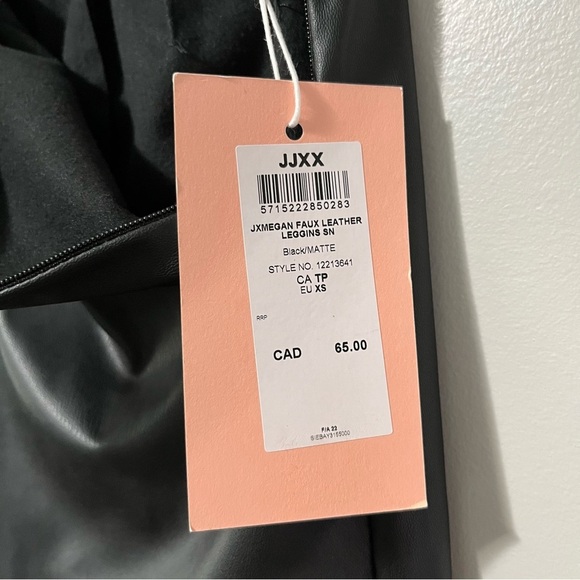 JJXX
5715222850283
JXMEGAN FAUX LEATHER
LEGGINS SN
Black/MATTE
STYLE NO. 12213641
CA TP
EU XS
RRP
CAD 65.00
F/A 22